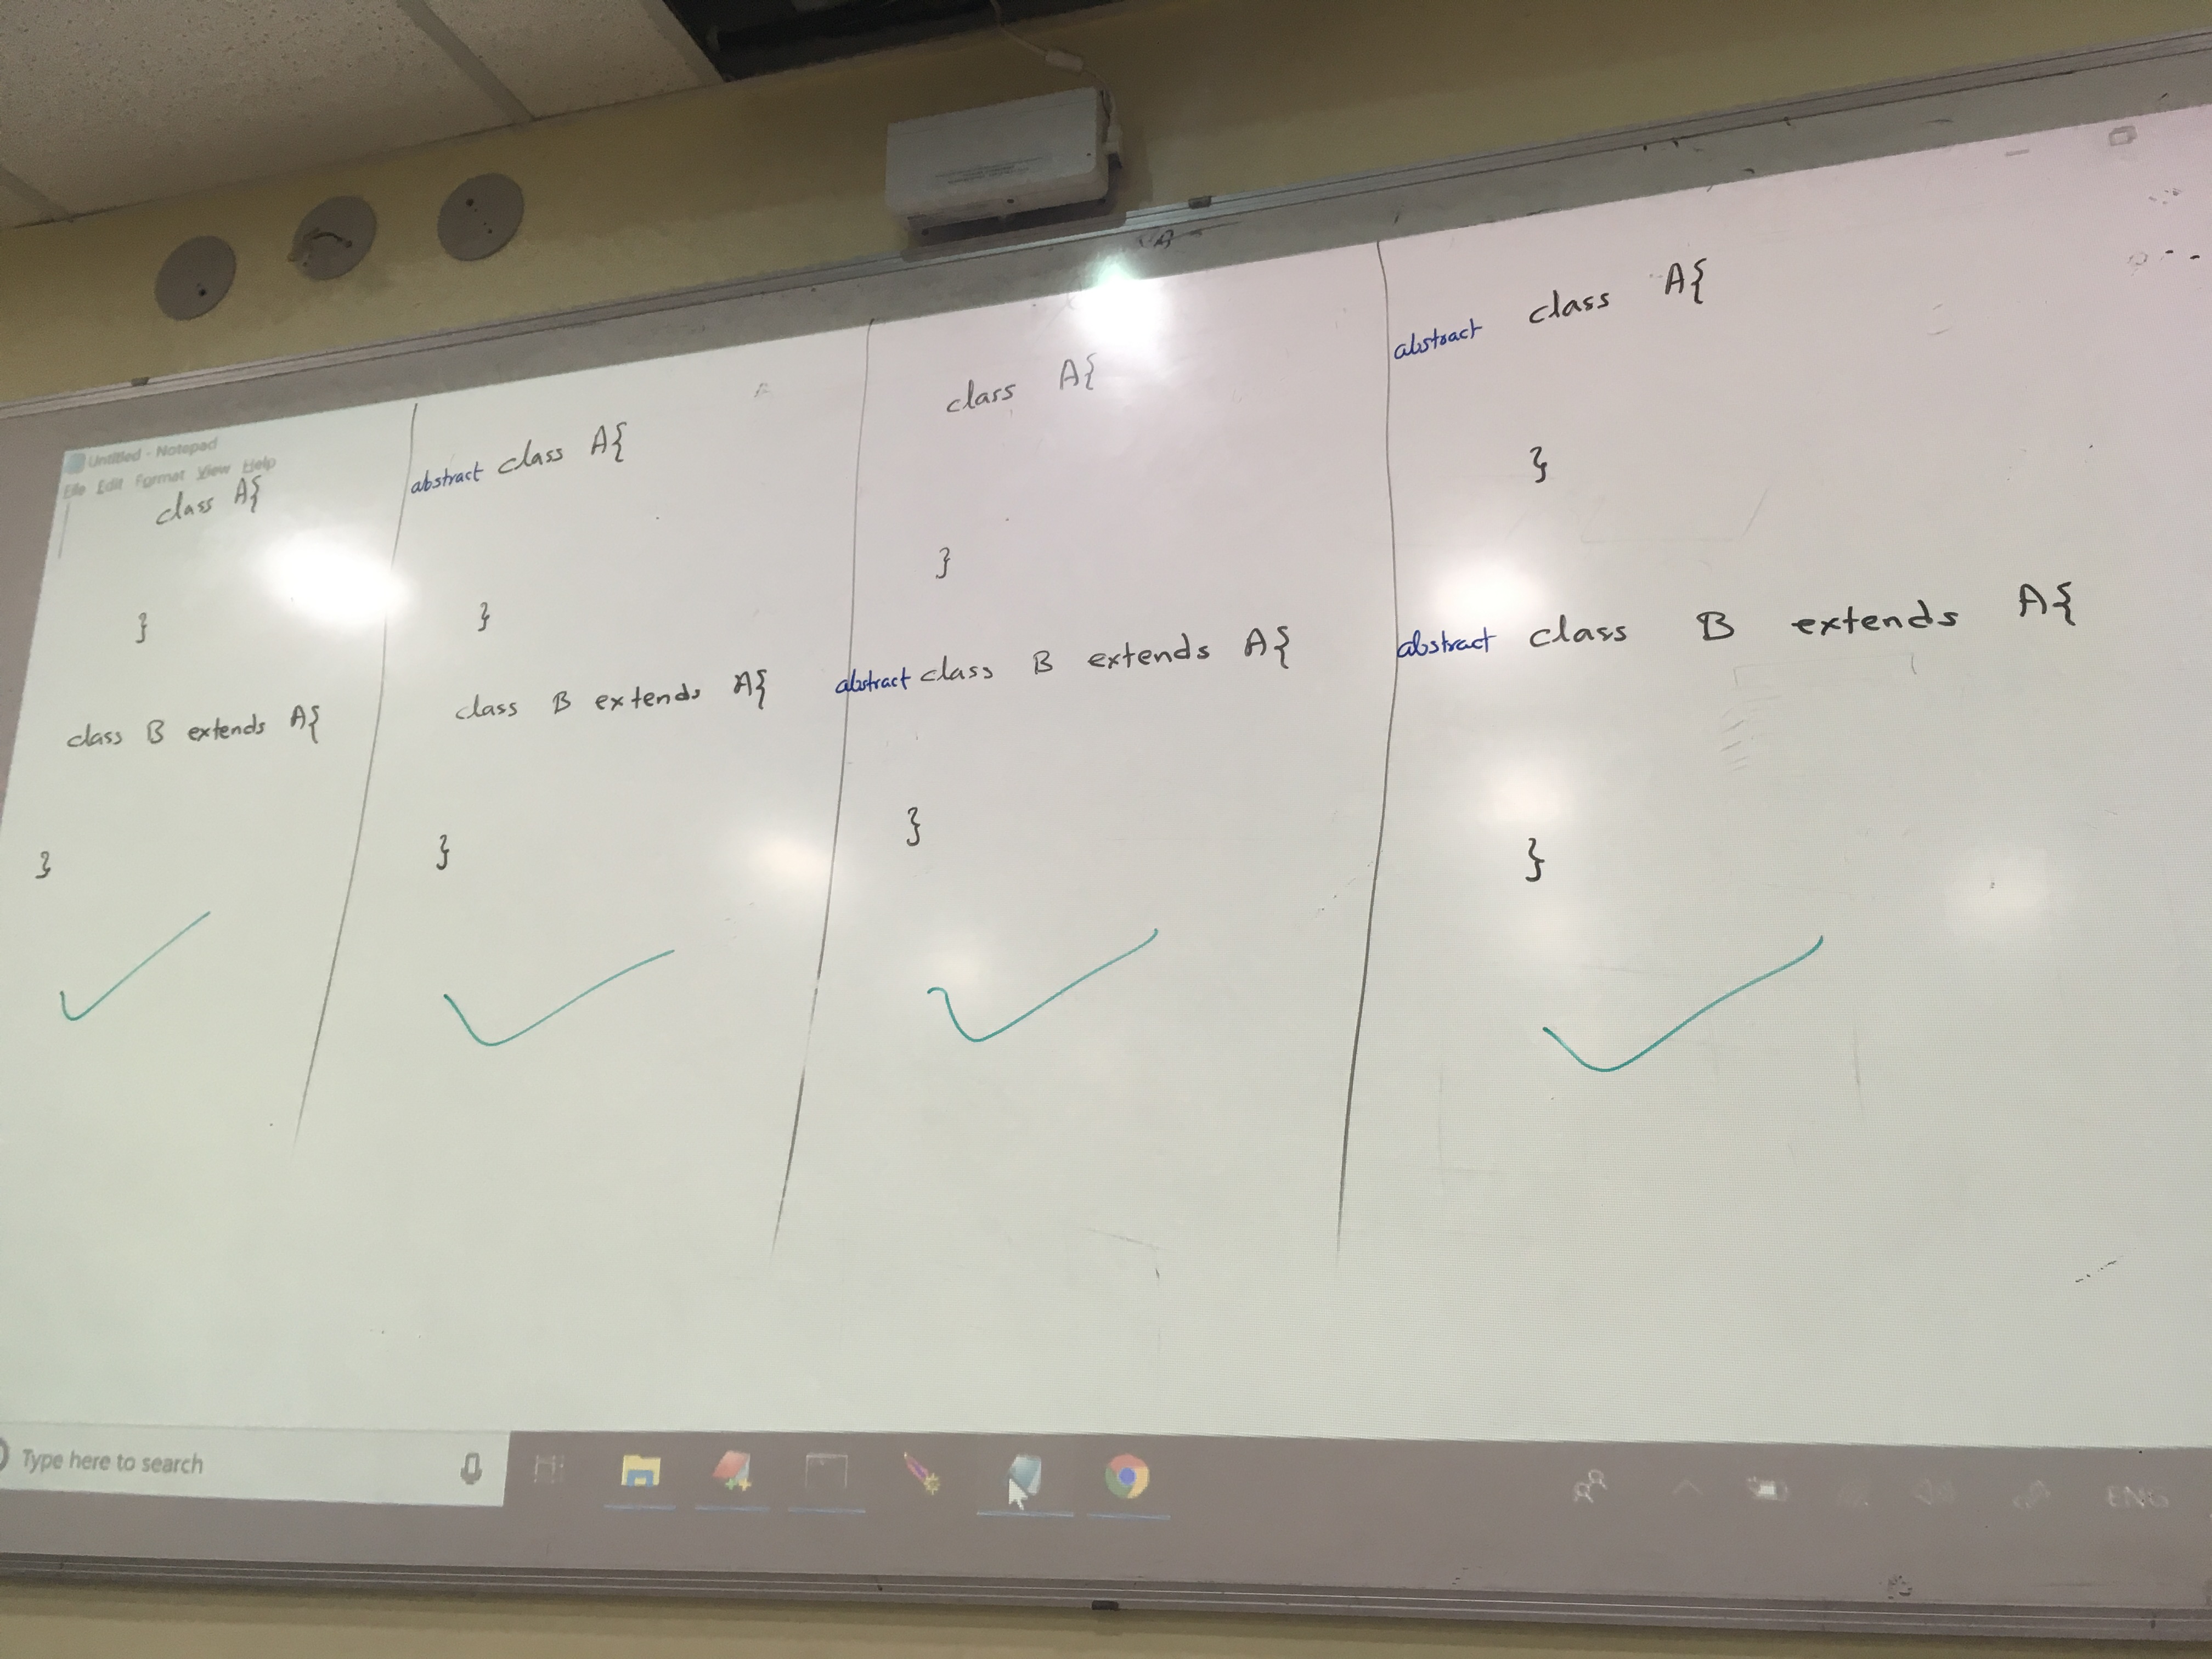 Untitled - Notepad
File Edit Format View Help
class A{
}
class B extends A{
}
abstract class A{
}
class B extends A{
}
class A{
}
abstract class B extends A{
}
abstract class A{
}
abstract class B extends A{
}
Type here to search
ENG